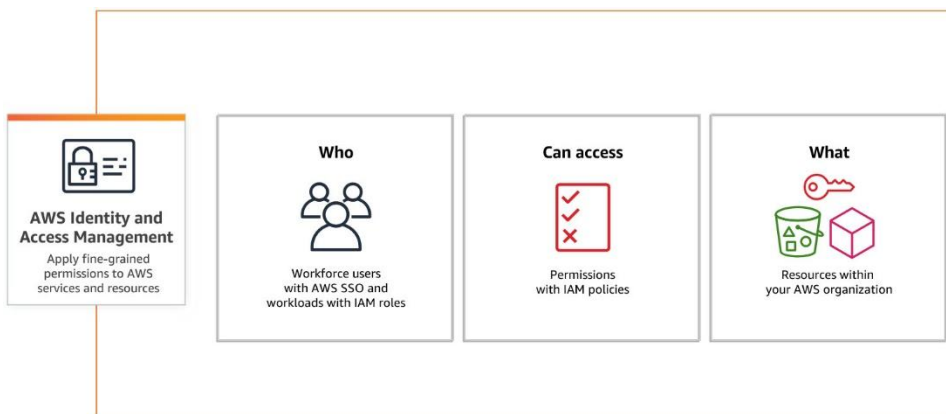 AWS Identity and
Access Management
Apply fine-grained
permissions to AWS
services and resources
Who
Workforce users
with AWS SSO and
workloads with IAM roles
Can access
Permissions
with IAM policies
What
Resources within
your AWS organization